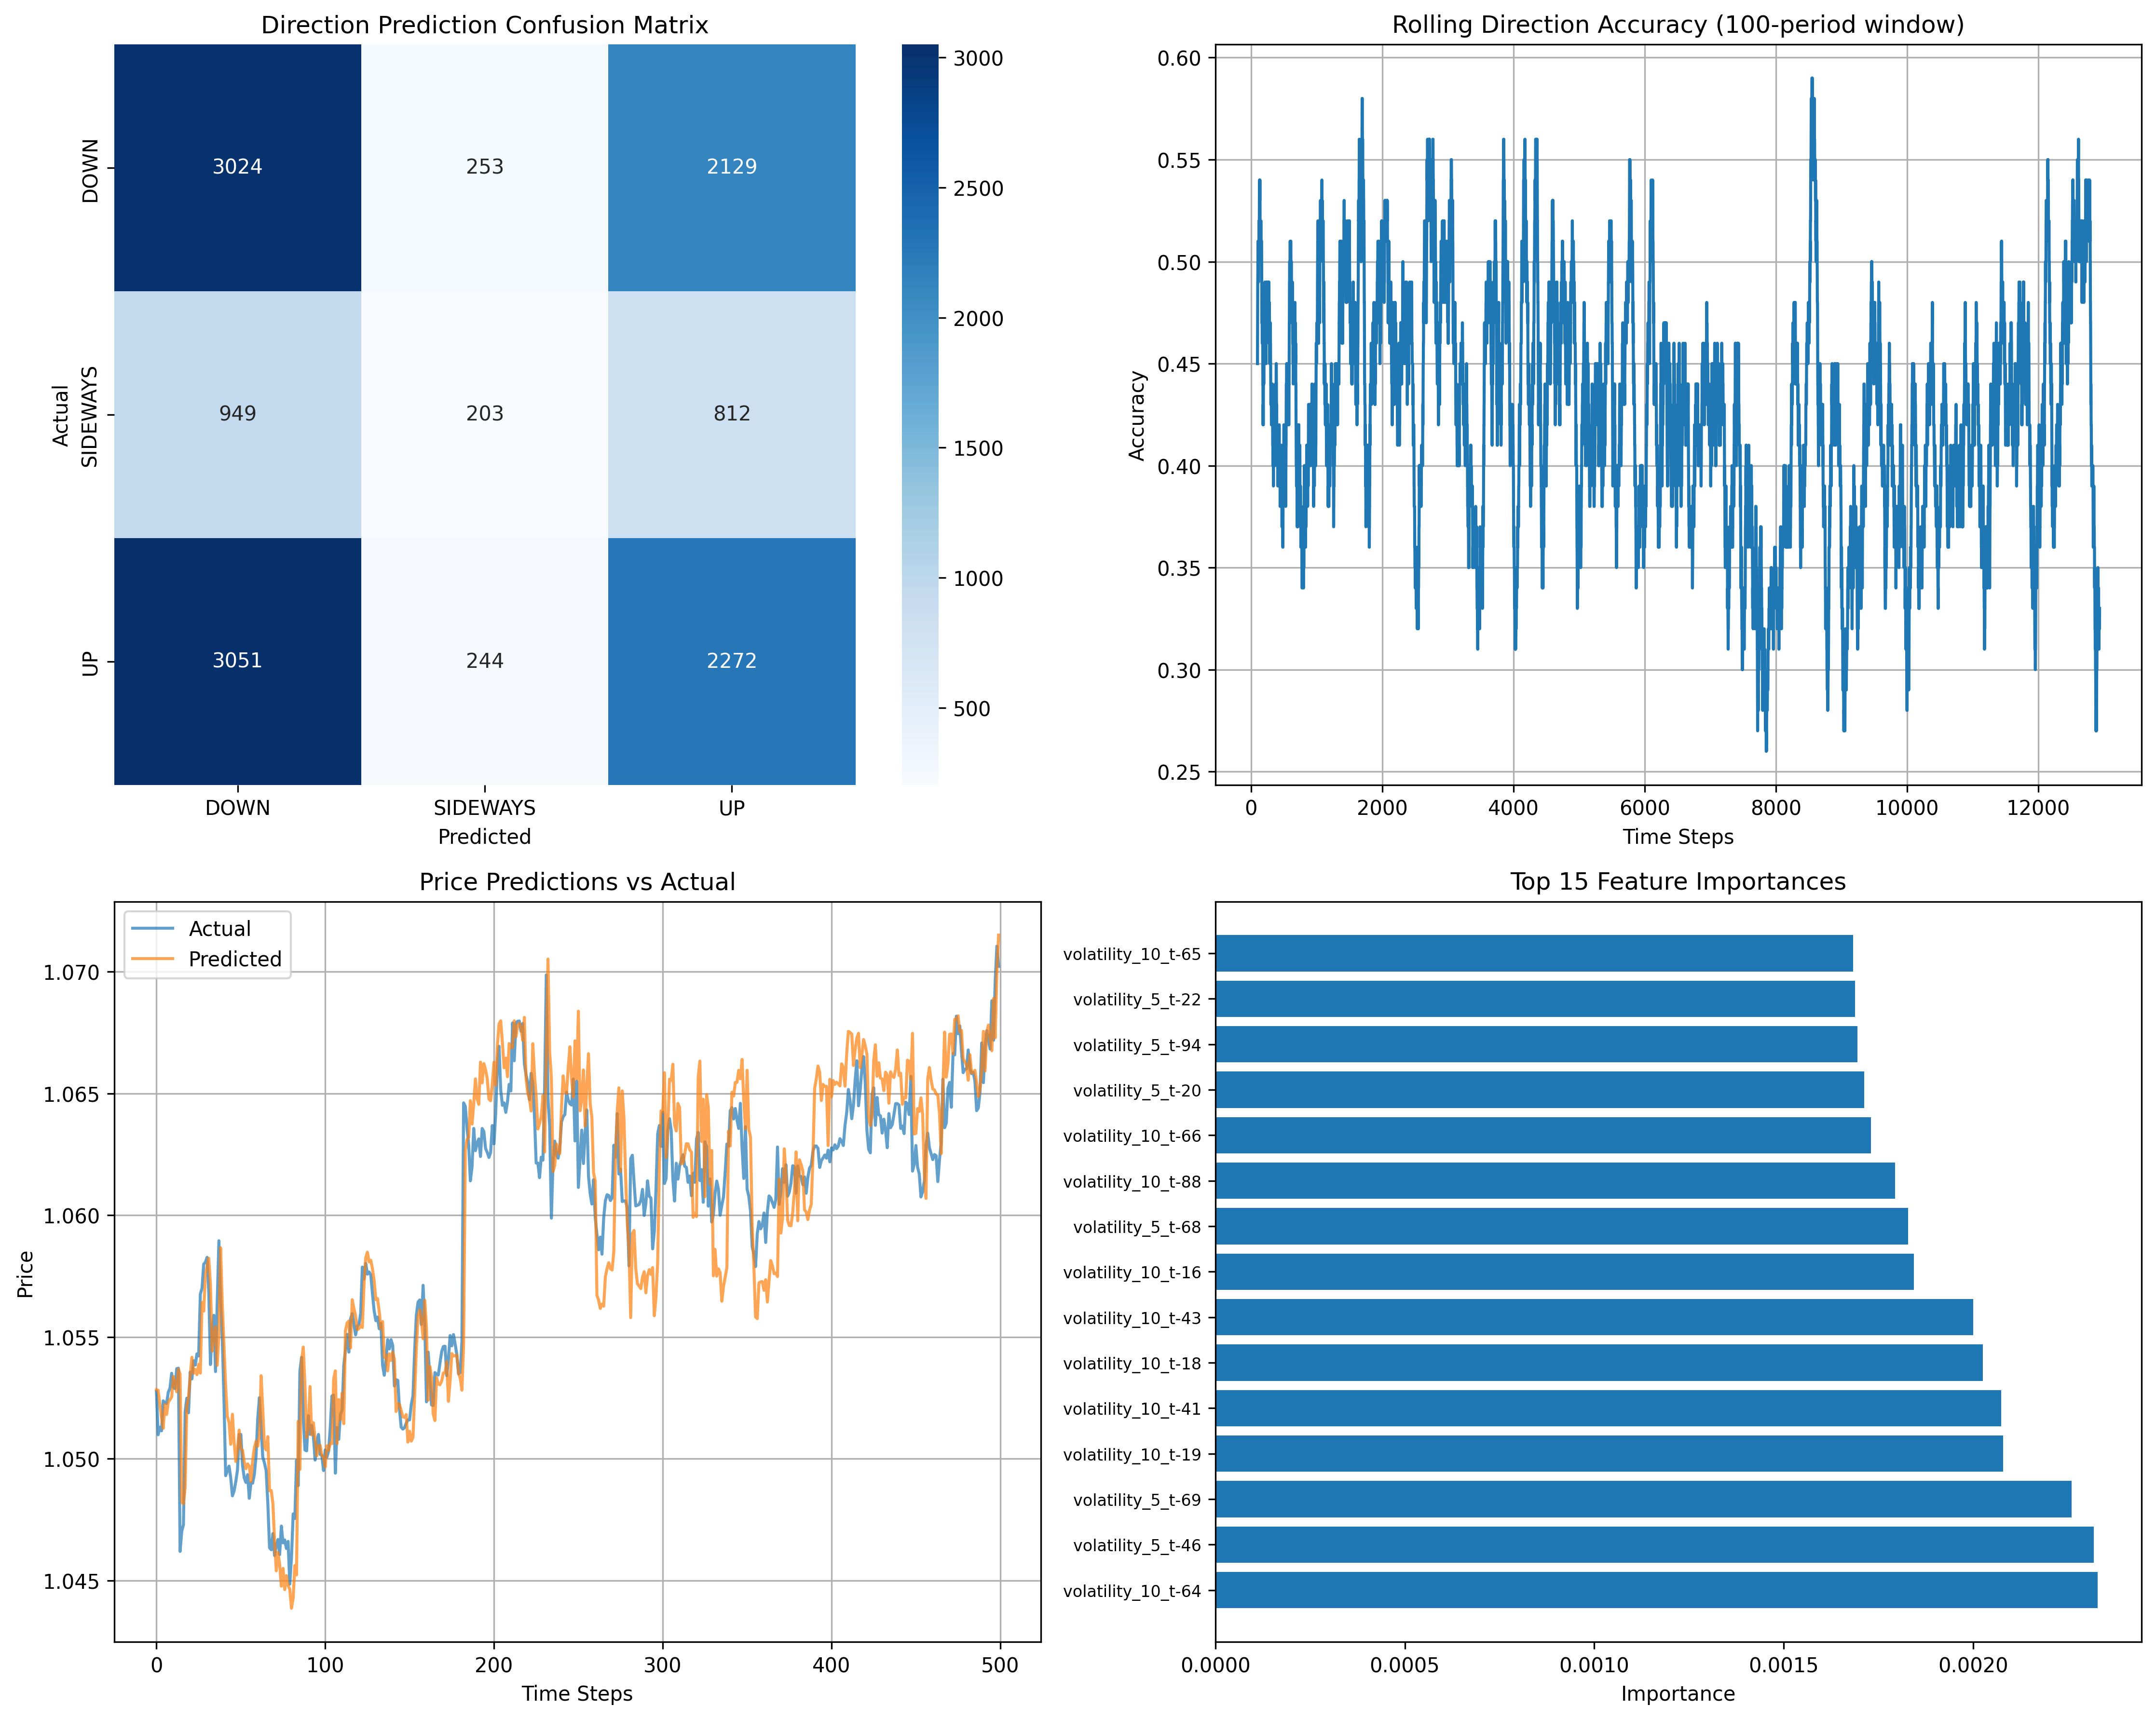 Direction Prediction Confusion Matrix
Actual
DOWN
SIDEWAYS
UP
3024 253 2129
949 203 812
3051 244 2272
DOWN SIDEWAYS UP
Predicted
3000
2500
2000
1500
1000
500
Rolling Direction Accuracy (100-period window)
Accuracy
0.60
0.55
0.50
0.45
0.40
0.35
0.30
0.25
0 2000 4000 6000 8000 10000 12000
Time Steps
Price Predictions vs Actual
Actual
Predicted
Price
1.070
1.065
1.060
1.055
1.050
1.045
0 100 200 300 400 500
Time Steps
Top 15 Feature Importances
volatility_10_t-65
volatility_5_t-22
volatility_5_t-94
volatility_5_t-20
volatility_10_t-66
volatility_10_t-88
volatility_5_t-68
volatility_10_t-16
volatility_10_t-43
volatility_10_t-18
volatility_10_t-41
volatility_10_t-19
volatility_5_t-69
volatility_5_t-46
volatility_10_t-64
0.0000 0.0005 0.0010 0.0015 0.0020
Importance